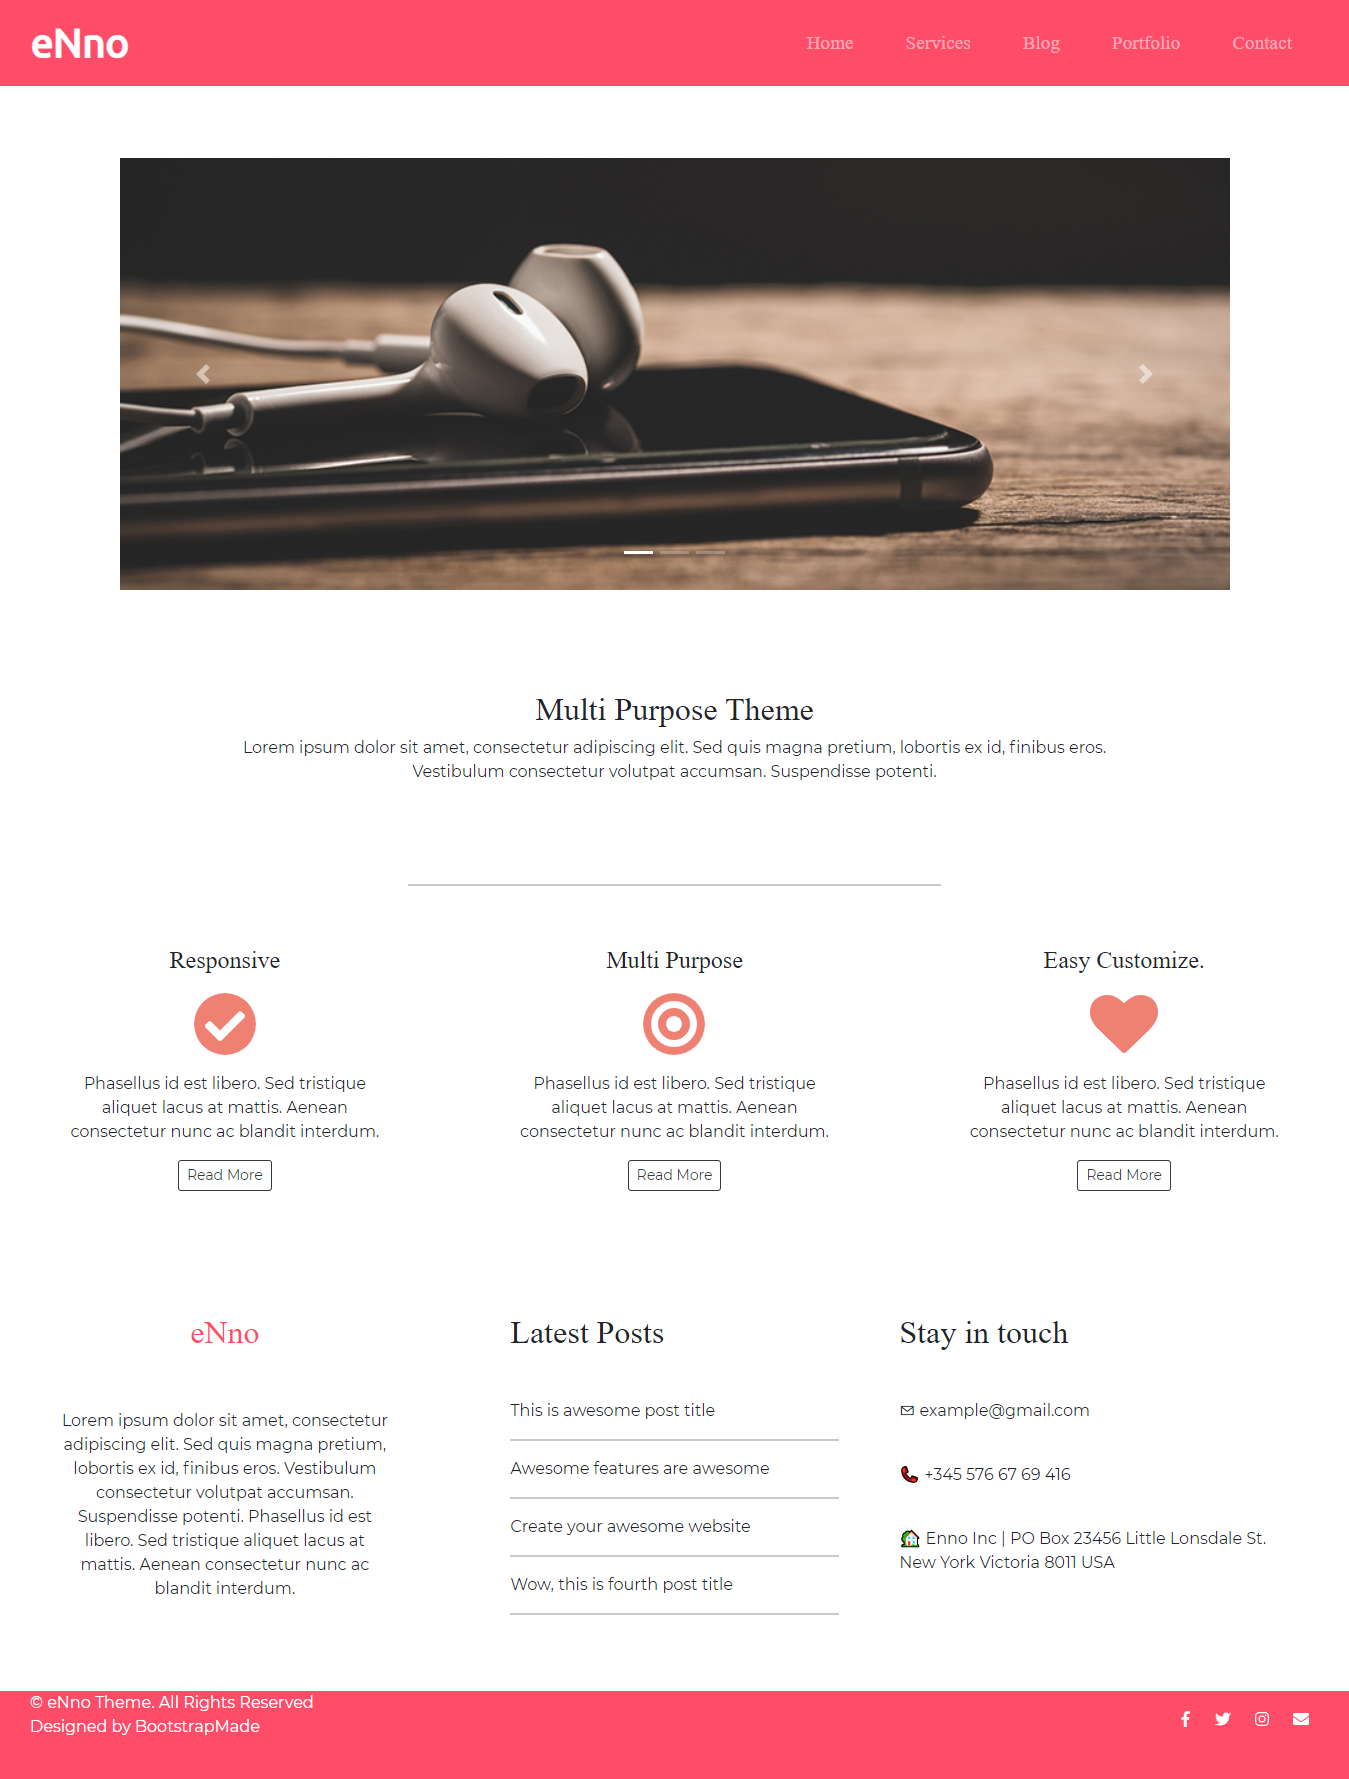 eNno
Home Services Blog Portfolio Contact
Multi Purpose Theme
Lorem ipsum dolor sit amet, consectetur adipiscing elit. Sed quis magna pretium, lobortis ex id, finibus eros.
Vestibulum consectetur volutpat accumsan. Suspendisse potenti.
Responsive
Phasellus id est libero. Sed tristique
aliquet lacus at mattis. Aenean
consectetur nunc ac blandit interdum.
Read More
Multi Purpose
Phasellus id est libero. Sed tristique
aliquet lacus at mattis. Aenean
consectetur nunc ac blandit interdum.
Read More
Easy Customize.
Phasellus id est libero. Sed tristique
aliquet lacus at mattis. Aenean
consectetur nunc ac blandit interdum.
Read More
eNno
Lorem ipsum dolor sit amet, consectetur
adipiscing elit. Sed quis magna pretium,
lobortis ex id, finibus eros. Vestibulum
consectetur volutpat accumsan.
Suspendisse potenti. Phasellus id est
libero. Sed tristique aliquet lacus at
mattis. Aenean consectetur nunc ac
blandit interdum.
Latest Posts
This is awesome post title
Awesome features are awesome
Create your awesome website
Wow, this is fourth post title
Stay in touch
example@gmail.com
+345 576 67 69 416
Enno Inc | PO Box 23456 Little Lonsdale St.
New York Victoria 8011 USA
© eNno Theme. All Rights Reserved
Designed by BootstrapMade